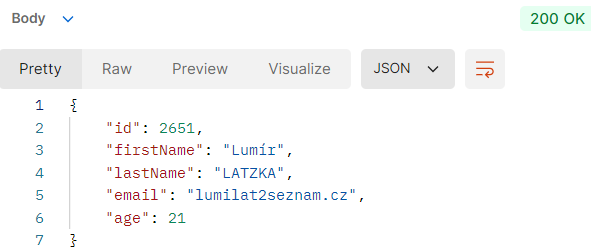 Body 200 OK
Pretty Raw Preview Visualize JSON
1 {
2 "id": 2651,
3 "firstName": "Lumír",
4 "lastName": "LATZKA",
5 "email": "lumilat2seznam.cz",
6 "age": 21
7 }